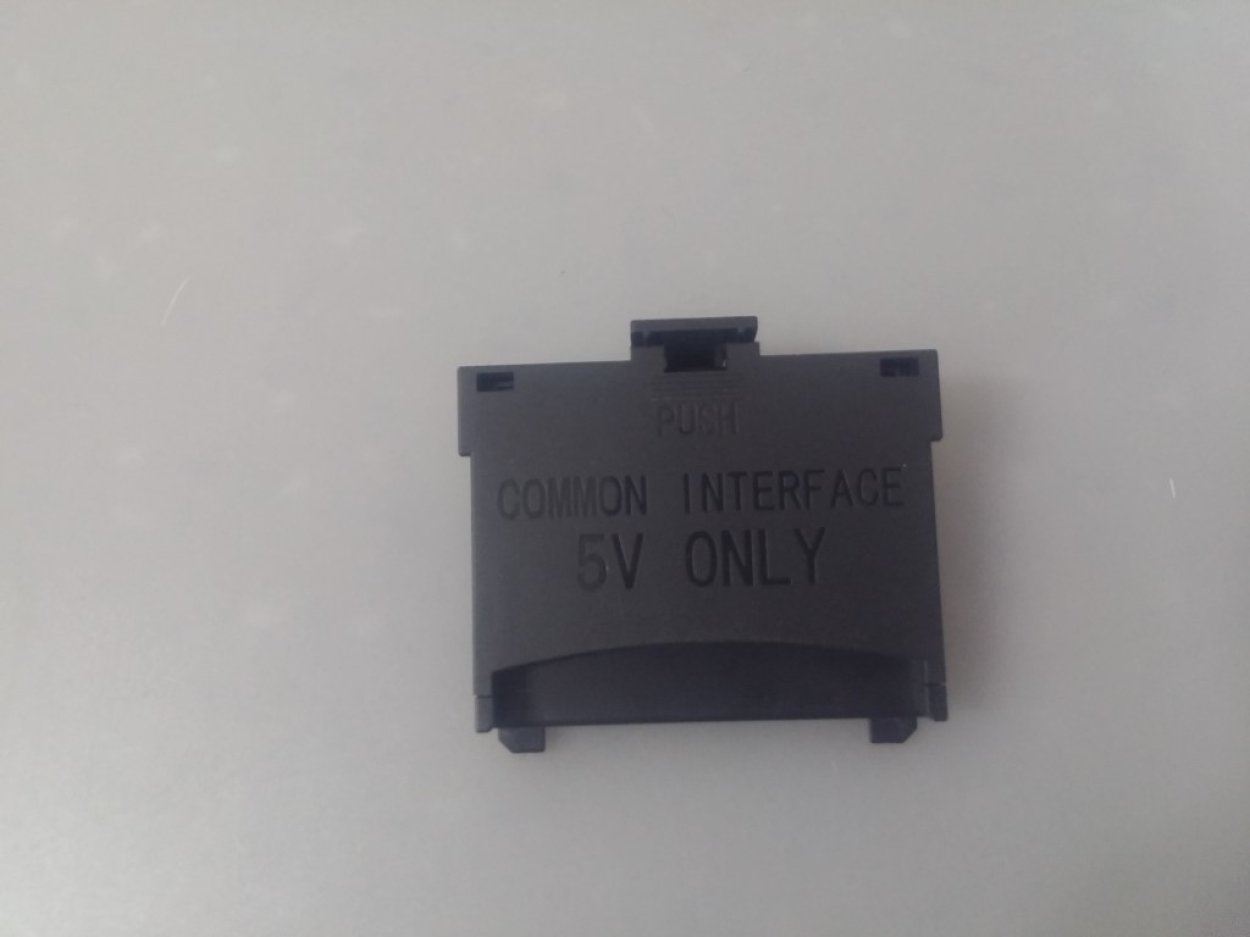 PUSH
COMMON INTERFACE
5V ONLY